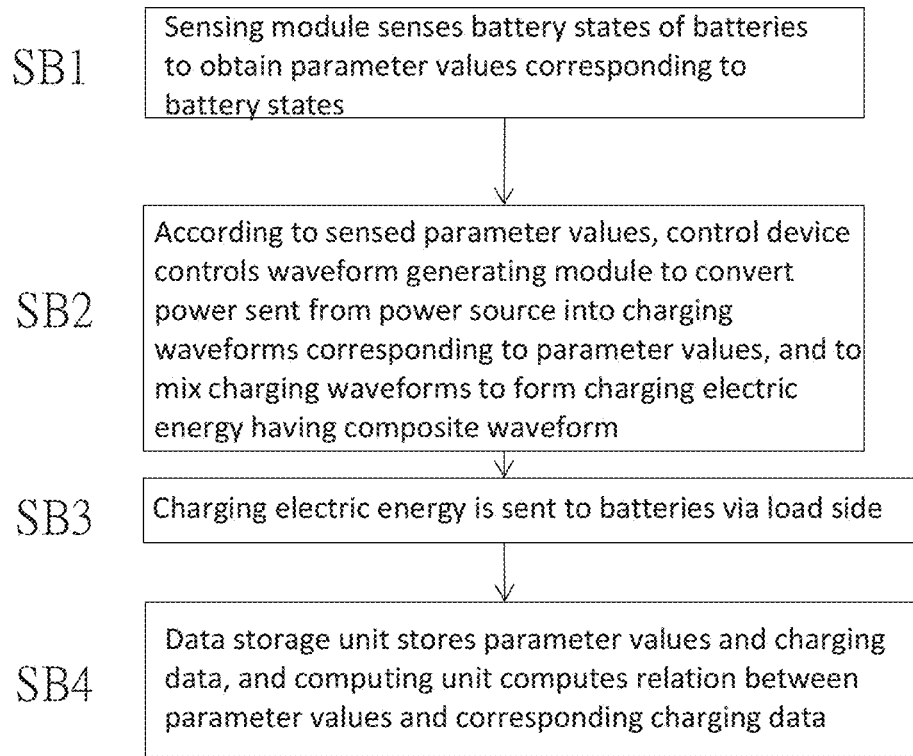 SB1
Sensing module senses battery states of batteries
to obtain parameter values corresponding to
battery states
SB2
According to sensed parameter values, control device
controls waveform generating module to convert
power sent from power source into charging
waveforms corresponding to parameter values, and to
mix charging waveforms to form charging electric
energy having composite waveform
SB3
Charging electric energy is sent to batteries via load side
SB4
Data storage unit stores parameter values and charging
data, and computing unit computes relation between
parameter values and corresponding charging data